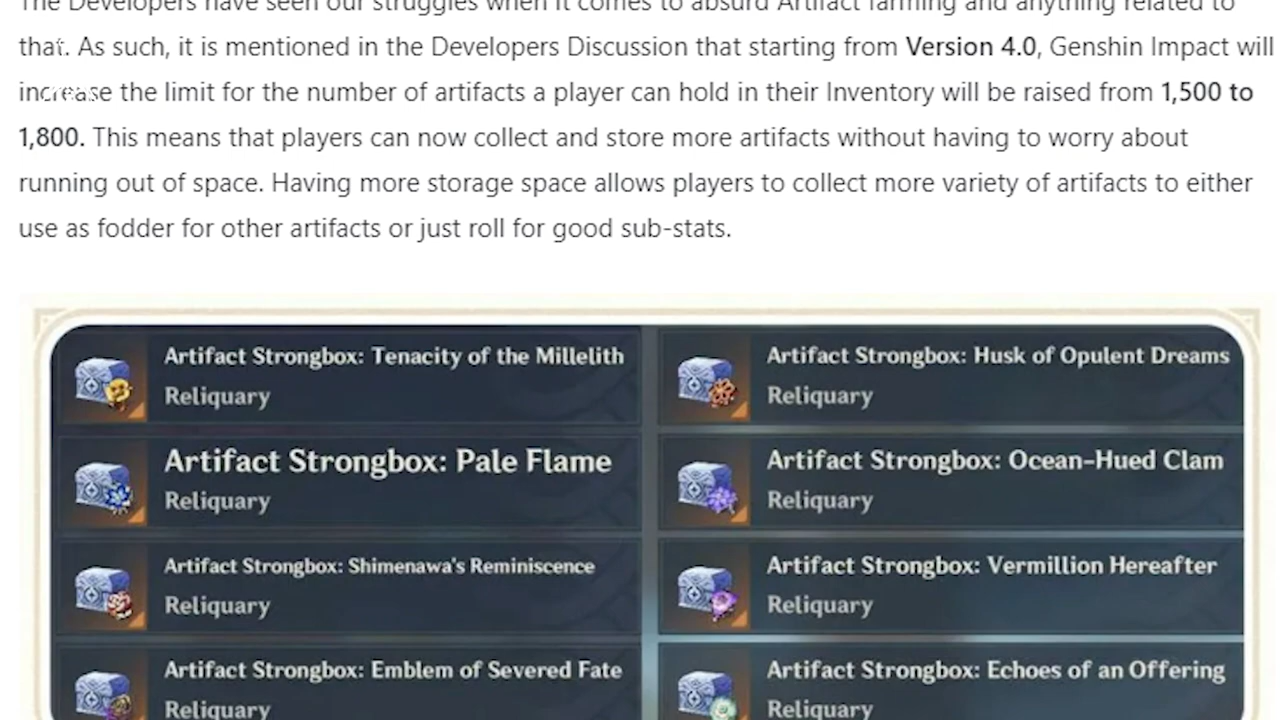 The Developers have seen our struggles when it comes to absurd Artifact farming and anything related to
that. As such, it is mentioned in the Developers Discussion that starting from Version 4.0, Genshin Impact will
increase the limit for the number of artifacts a player can hold in their Inventory will be raised from 1,500 to
1,800. This means that players can now collect and store more artifacts without having to worry about
running out of space. Having more storage space allows players to collect more variety of artifacts to either
use as fodder for other artifacts or just roll for good sub-stats.
Artifact Strongbox: Tenacity of the Millelith
Reliquary
Artifact Strongbox: Husk of Opulent Dreams
Reliquary
Artifact Strongbox: Pale Flame
Reliquary
Artifact Strongbox: Ocean-Hued Clam
Reliquary
Artifact Strongbox: Shimenawa's Reminiscence
Reliquary
Artifact Strongbox: Vermillion Hereafter
Reliquary
Artifact Strongbox: Emblem of Severed Fate
Reliquary
Artifact Strongbox: Echoes of an Offering
Reliquary